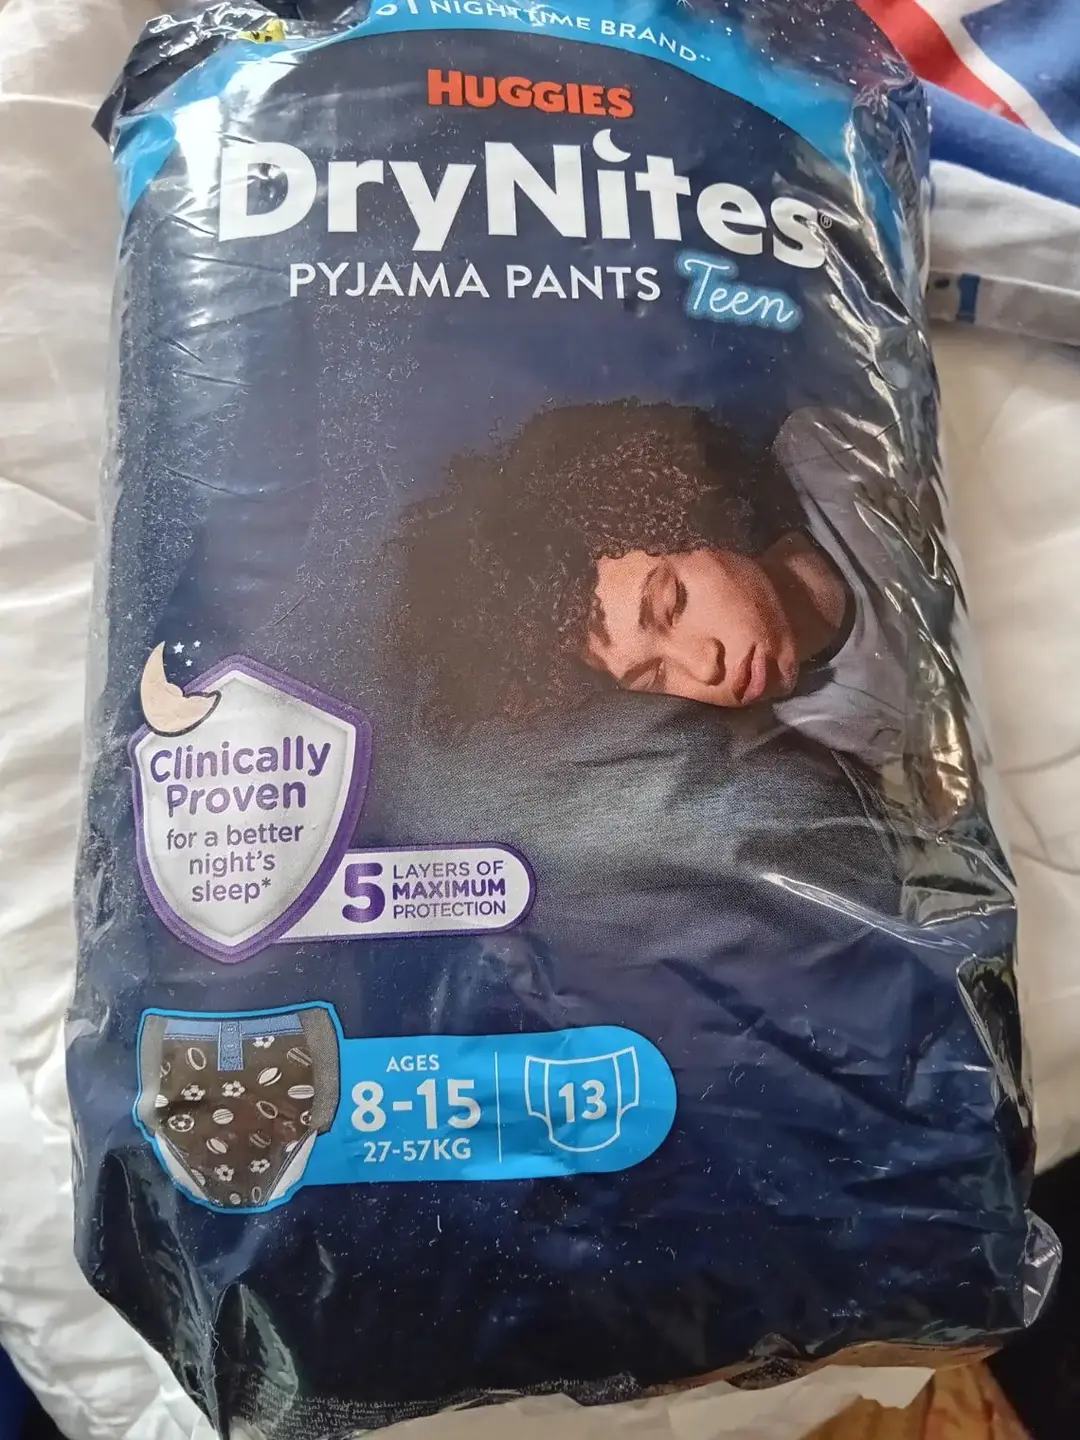 NIGHTTIME BRAND
HUGGIES
DryNites®
PYJAMA PANTS Teen
Clinically
Proven
for a better
night's
sleep*
5 LAYERS OF
MAXIMUM
PROTECTION
AGES
8-15
27-57KG
13